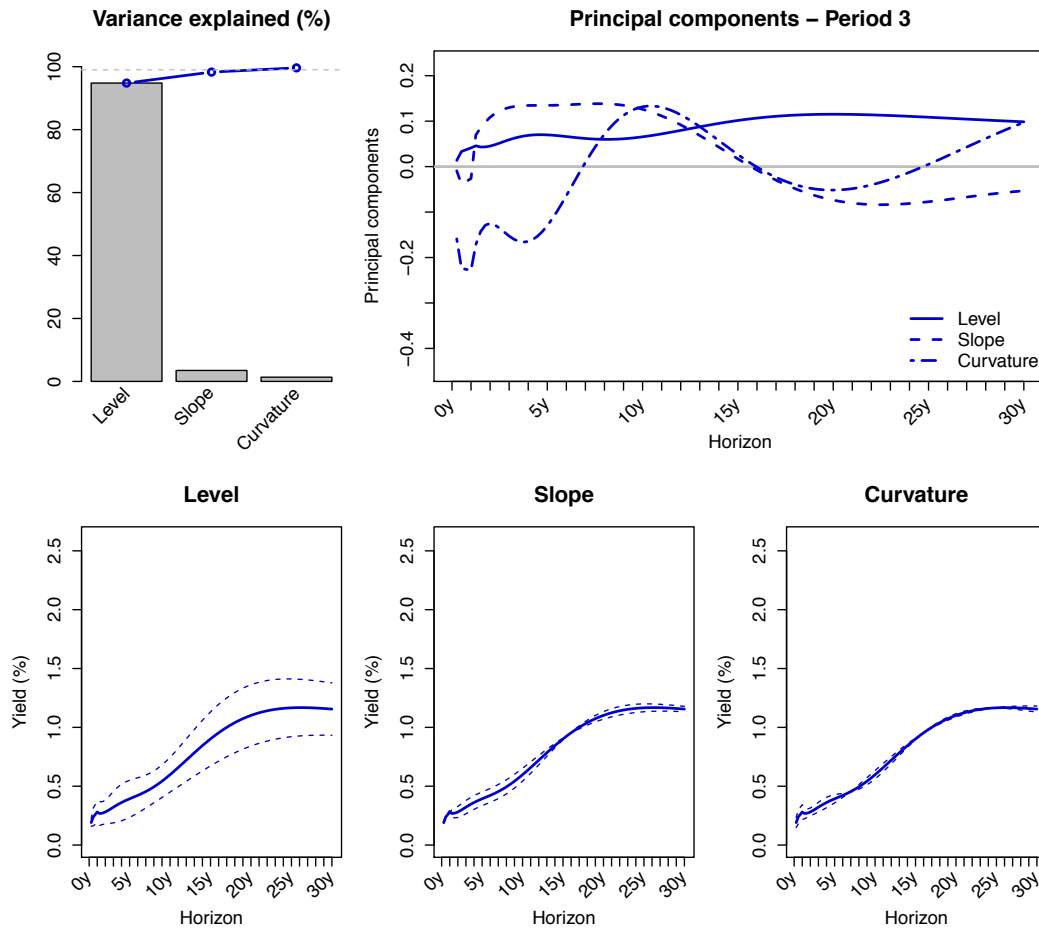 Variance explained (%)
0
20
40
60
80
100
Level
Slope
Curvature
Principal components – Period 3
Principal components
−0.4
−0.2
0.0
0.1
0.2
Level
Slope
Curvature
0y
5y
10y
15y
20y
25y
30y
Horizon
Level
Yield (%)
0.0
0.5
1.0
1.5
2.0
2.5
0y
5y
10y
15y
20y
25y
30y
Horizon
Slope
Yield (%)
0.0
0.5
1.0
1.5
2.0
2.5
0y
5y
10y
15y
20y
25y
30y
Horizon
Curvature
Yield (%)
0.0
0.5
1.0
1.5
2.0
2.5
0y
5y
10y
15y
20y
25y
30y
Horizon